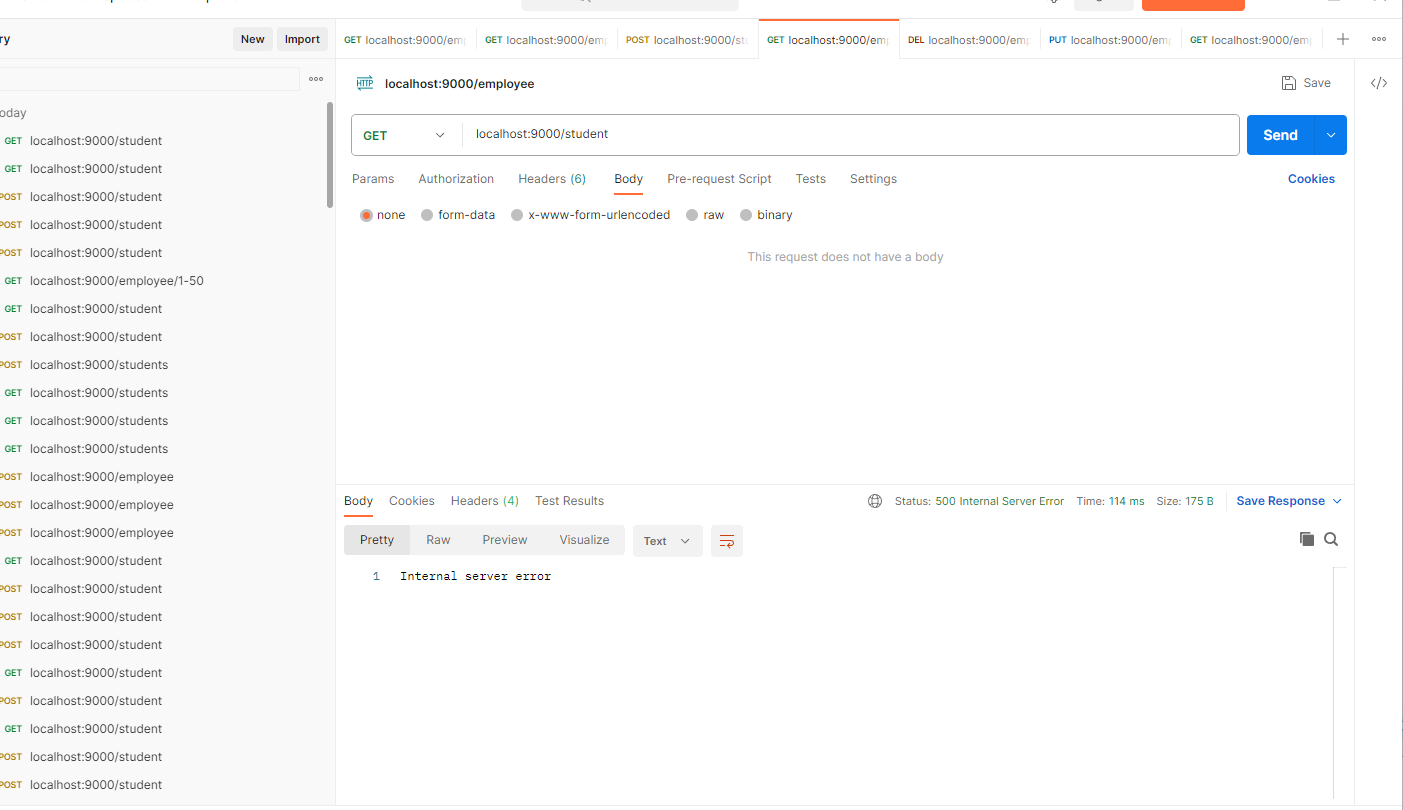 ry
New
Import
GET localhost:9000/em
GET localhost:9000/em
POST localhost:9000/st
GET localhost:9000/em
DEL localhost:9000/em
PUT localhost:9000/em
GET localhost:9000/em
HTTP localhost:9000/employee
Save
</>
oday
GET localhost:9000/student
GET localhost:9000/student
POST localhost:9000/student
POST localhost:9000/student
POST localhost:9000/student
GET localhost:9000/employee/1-50
GET localhost:9000/student
POST localhost:9000/student
POST localhost:9000/students
GET localhost:9000/students
GET localhost:9000/students
GET localhost:9000/students
POST localhost:9000/employee
POST localhost:9000/employee
POST localhost:9000/employee
GET localhost:9000/student
POST localhost:9000/student
POST localhost:9000/student
POST localhost:9000/student
GET localhost:9000/student
POST localhost:9000/student
GET localhost:9000/student
POST localhost:9000/student
POST localhost:9000/student
GET
localhost:9000/student
Send
Params Authorization Headers (6) Body Pre-request Script Tests Settings
Cookies
none form-data x-www-form-urlencoded raw binary
This request does not have a body
Body Cookies Headers (4) Test Results
Status: 500 Internal Server Error Time: 114 ms Size: 175 B
Save Response
Pretty Raw Preview Visualize
Text
1 Internal server error